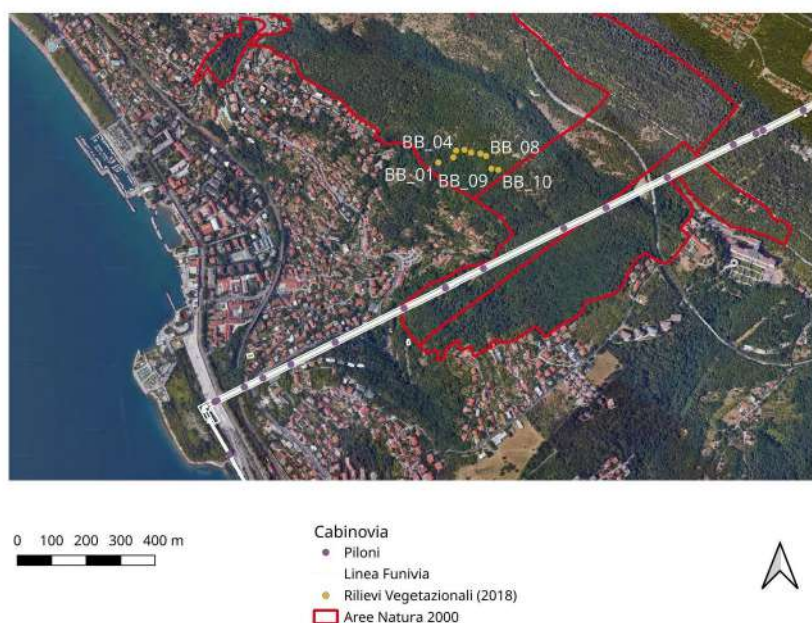 BB_04
BB_08
BB_01
BB_09
BB_10
0 100 200 300 400 m
Cabinovia
Piloni
Linea Funivia
Rilievi Vegetazionali (2018)
Aree Natura 2000